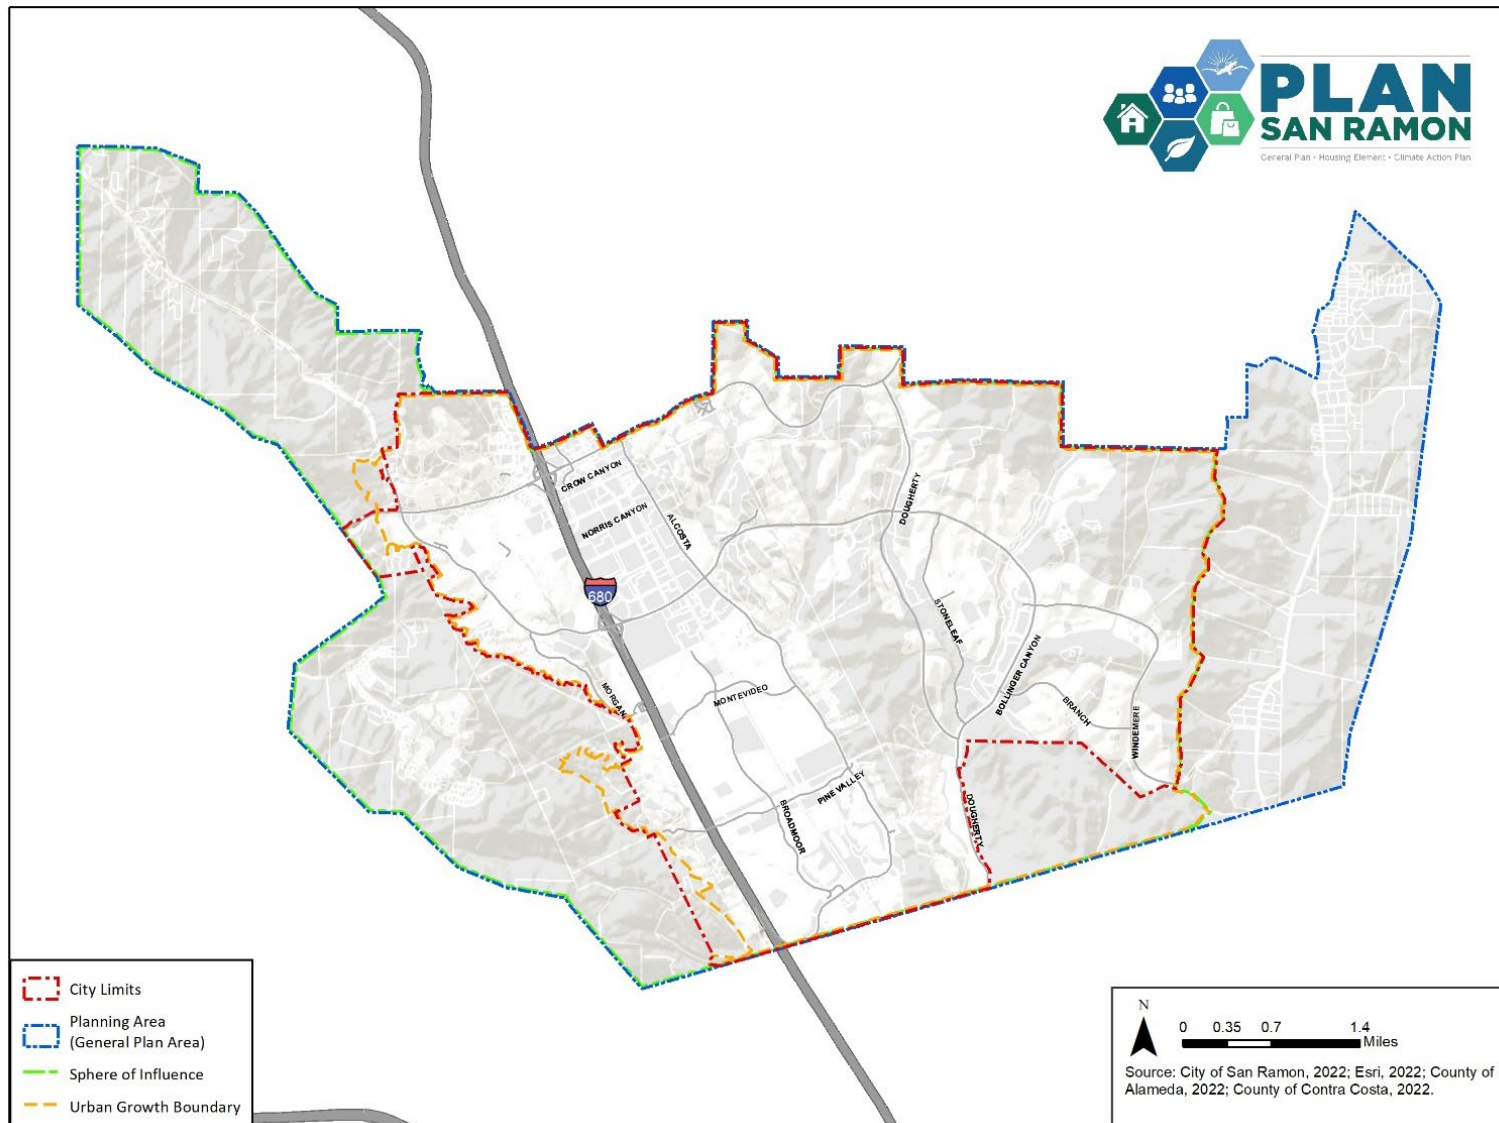 PLAN
SAN RAMON
General Plan • Housing Element • Climate Action Plan
CROW CANYON
NORRIS CANYON
ALCOSTA
DOUGHERTY
680
STONELEAF
BOLLINGER CANYON
MORGAN
MONTEVIDEO
BRANCH
WINDEMERE
PINE VALLEY
BROADMOOR
DOUGHERTY
City Limits
Planning Area
(General Plan Area)
Sphere of Influence
Urban Growth Boundary
N
0 0.35 0.7 1.4
Miles
Source: City of San Ramon, 2022; Esri, 2022; County of
Alameda, 2022; County of Contra Costa, 2022.